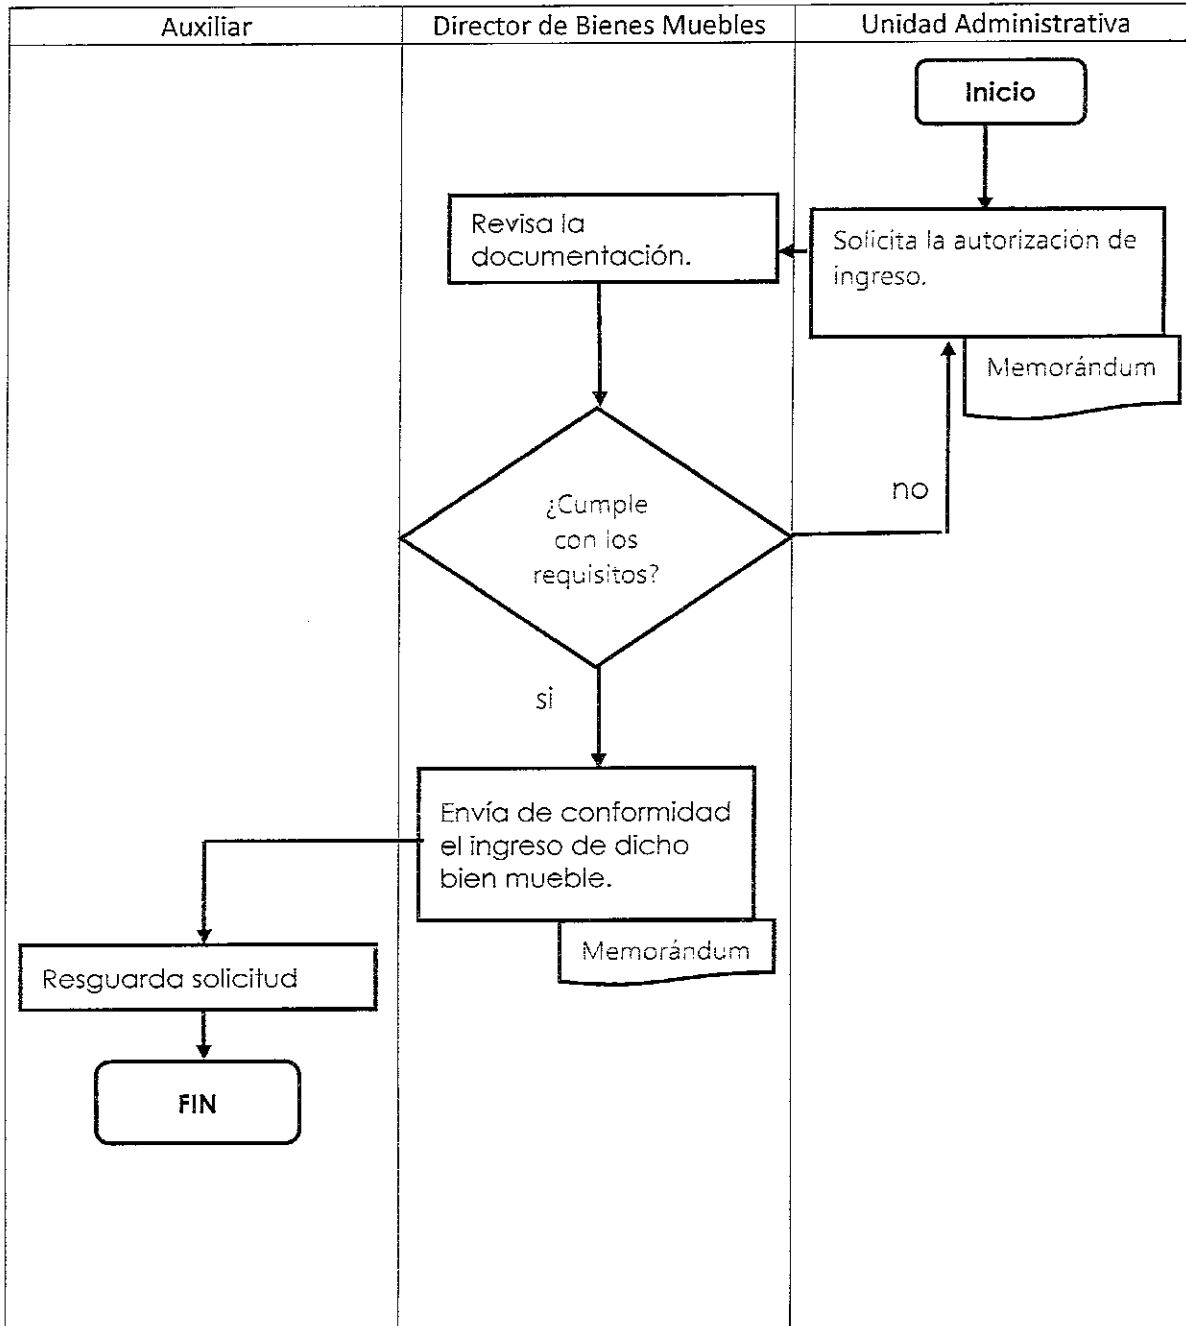 Auxiliar
Director de Bienes Muebles
Unidad Administrativa
Inicio
Solicita la autorización de
ingreso.
Memorándum
Revisa la
documentación.
¿Cumple
con los
requisitos?
no
si
Envía de conformidad
el ingreso de dicho
bien mueble.
Memorándum
Resguarda solicitud
FIN